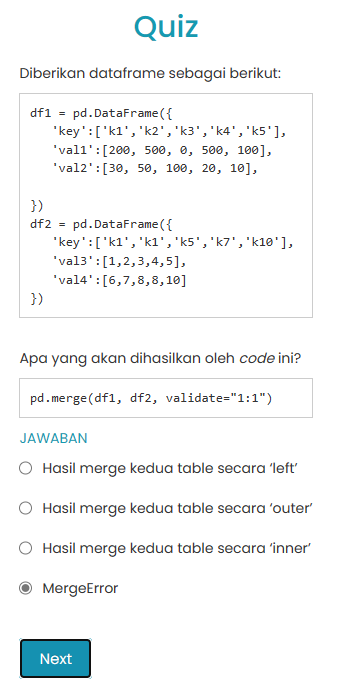 Quiz
Diberikan dataframe sebagai berikut:
df1 = pd.DataFrame({
   'key':['k1','k2','k3','k4','k5'],
   'val1':[200, 500, 0, 500, 100],
   'val2':[30, 50, 100, 20, 10],
})
df2 = pd.DataFrame({
   'key':['k1','k1','k5','k7','k10'],
   'val3':[1,2,3,4,5],
   'val4':[6,7,8,8,10]
})
Apa yang akan dihasilkan oleh code ini?
pd.merge(df1, df2, validate="1:1")
JAWABAN
Hasil merge kedua table secara ‘left’
Hasil merge kedua table secara ‘outer’
Hasil merge kedua table secara ‘inner’
MergeError
Next